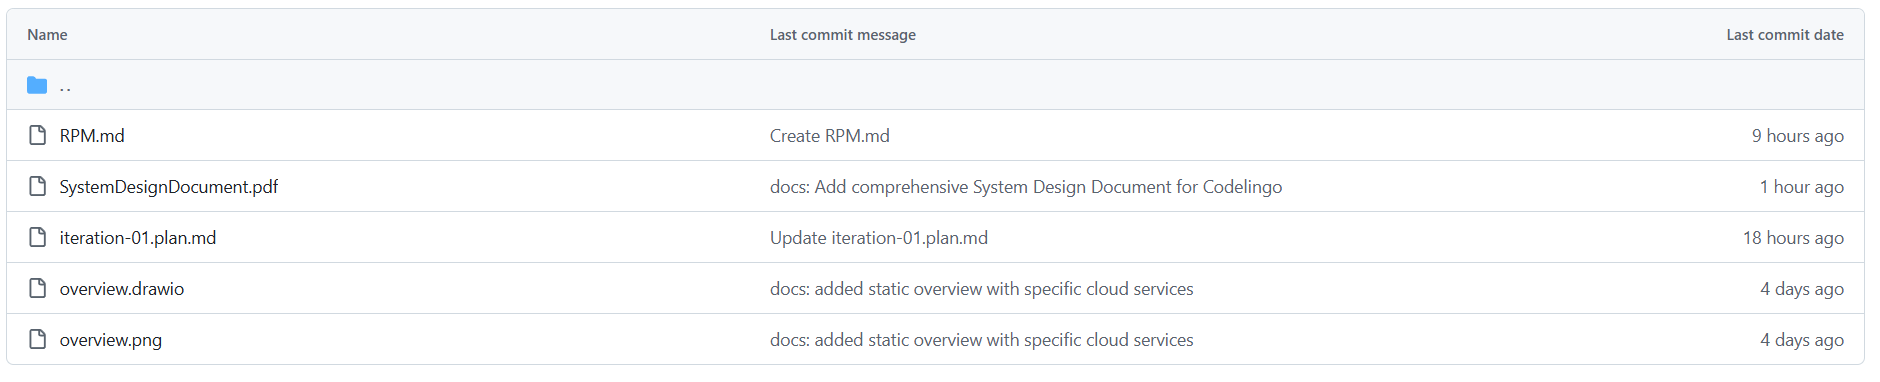 Name Last commit message Last commit date
..
RPM.md Create RPM.md 9 hours ago
SystemDesignDocument.pdf docs: Add comprehensive System Design Document for Codelingo 1 hour ago
iteration-01.plan.md Update iteration-01.plan.md 18 hours ago
overview.drawio docs: added static overview with specific cloud services 4 days ago
overview.png docs: added static overview with specific cloud services 4 days ago